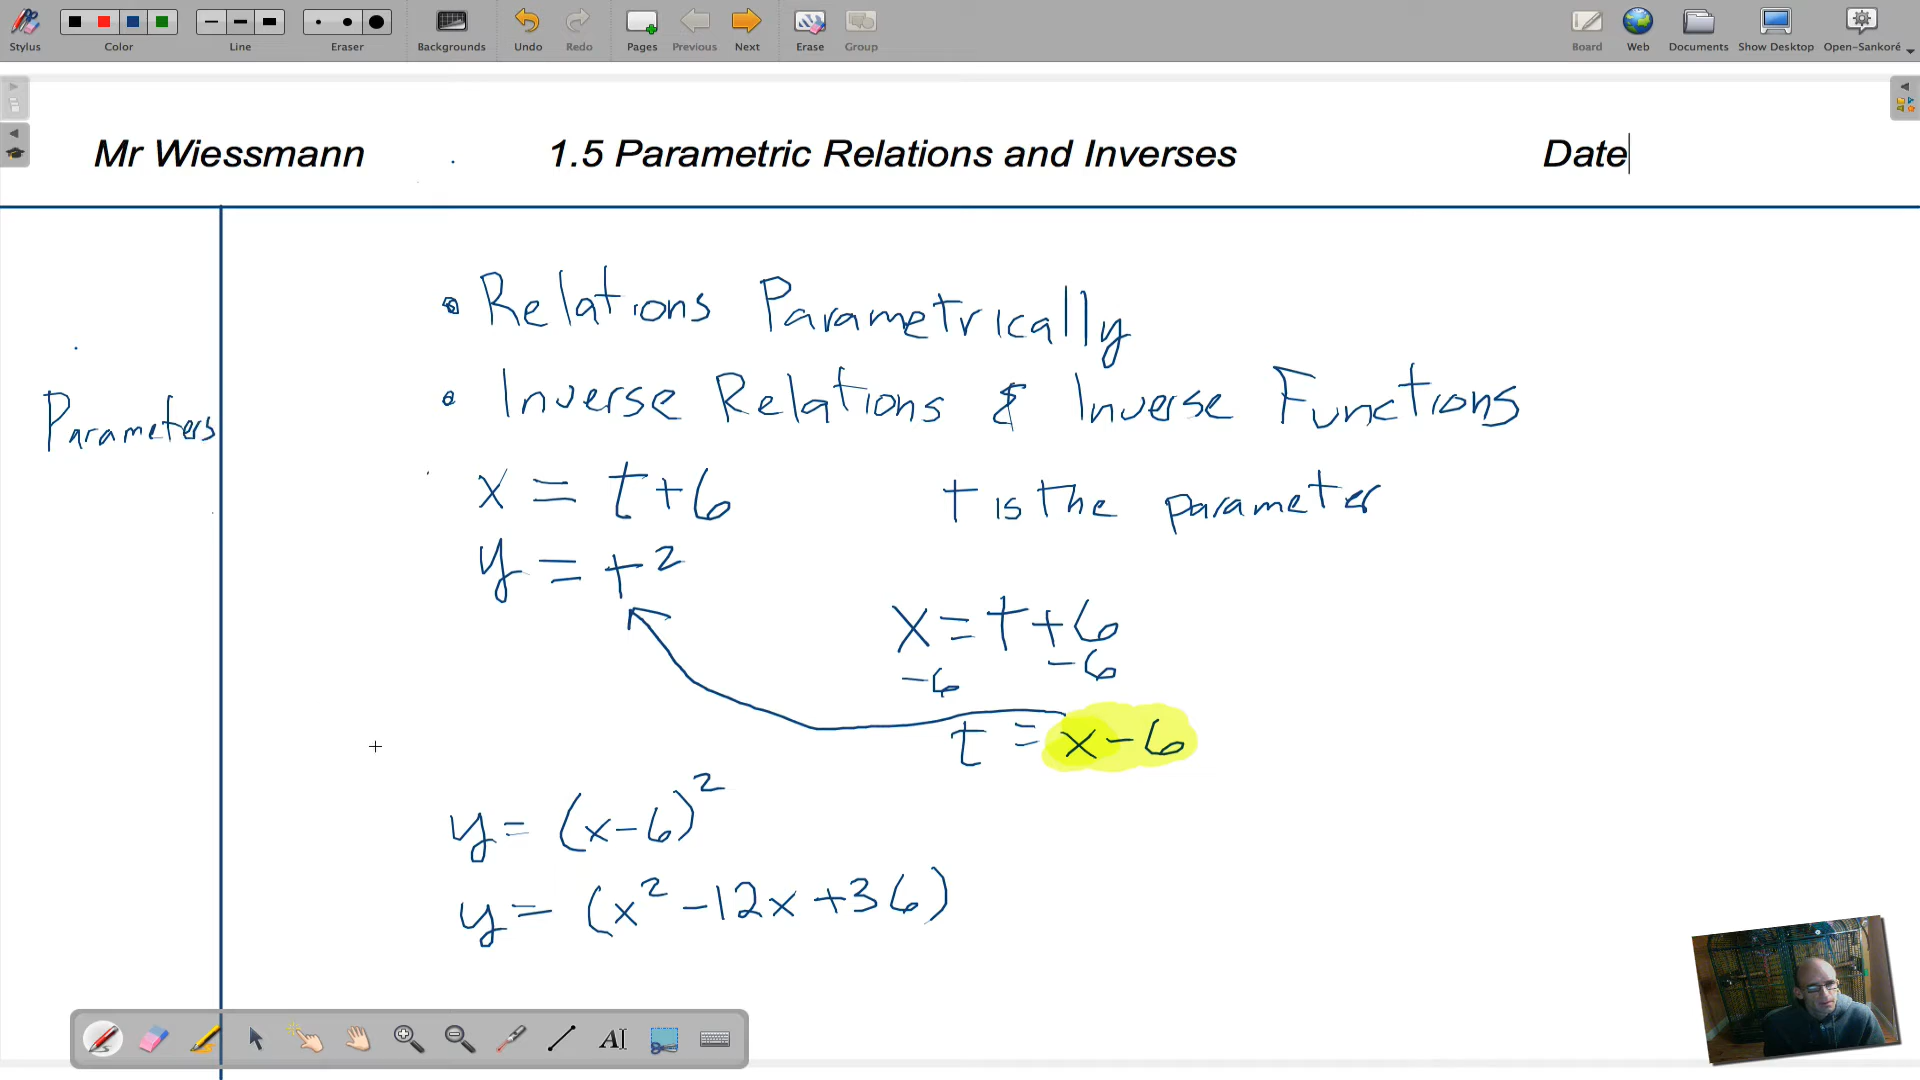 Stylus Color Line Eraser Backgrounds Undo Redo Pages Previous Next Erase Group Board Web Documents Show Desktop Open-Sankoré
Mr Wiessmann 1.5 Parametric Relations and Inverses Date
• Relations Parametrically
Parameters
• Inverse Relations & Inverse Functions
x = t+6 t is the parameter
y = t²
x = t+6
-6 -6
t = x-6
y = (x-6)²
y = (x² -12x +36)
AI